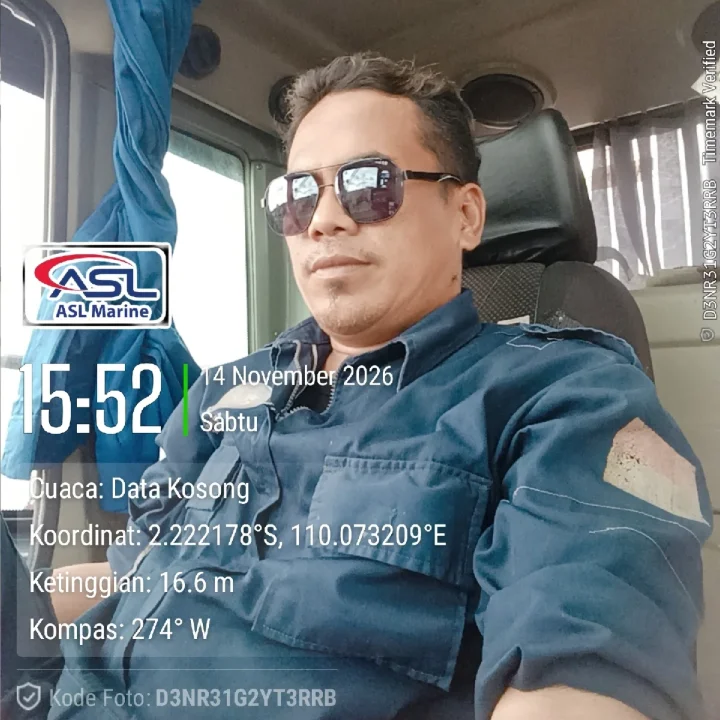 ASL
ASL Marine
15:52
14 November 2026
Sabtu
Cuaca: Data Kosong
Koordinat: 2.222178°S, 110.073209°E
Ketinggian: 16.6 m
Kompas: 274° W
Kode Foto: D3NR31G2YT3RRB
D3NR31G2YT3RRB Timemark Verified